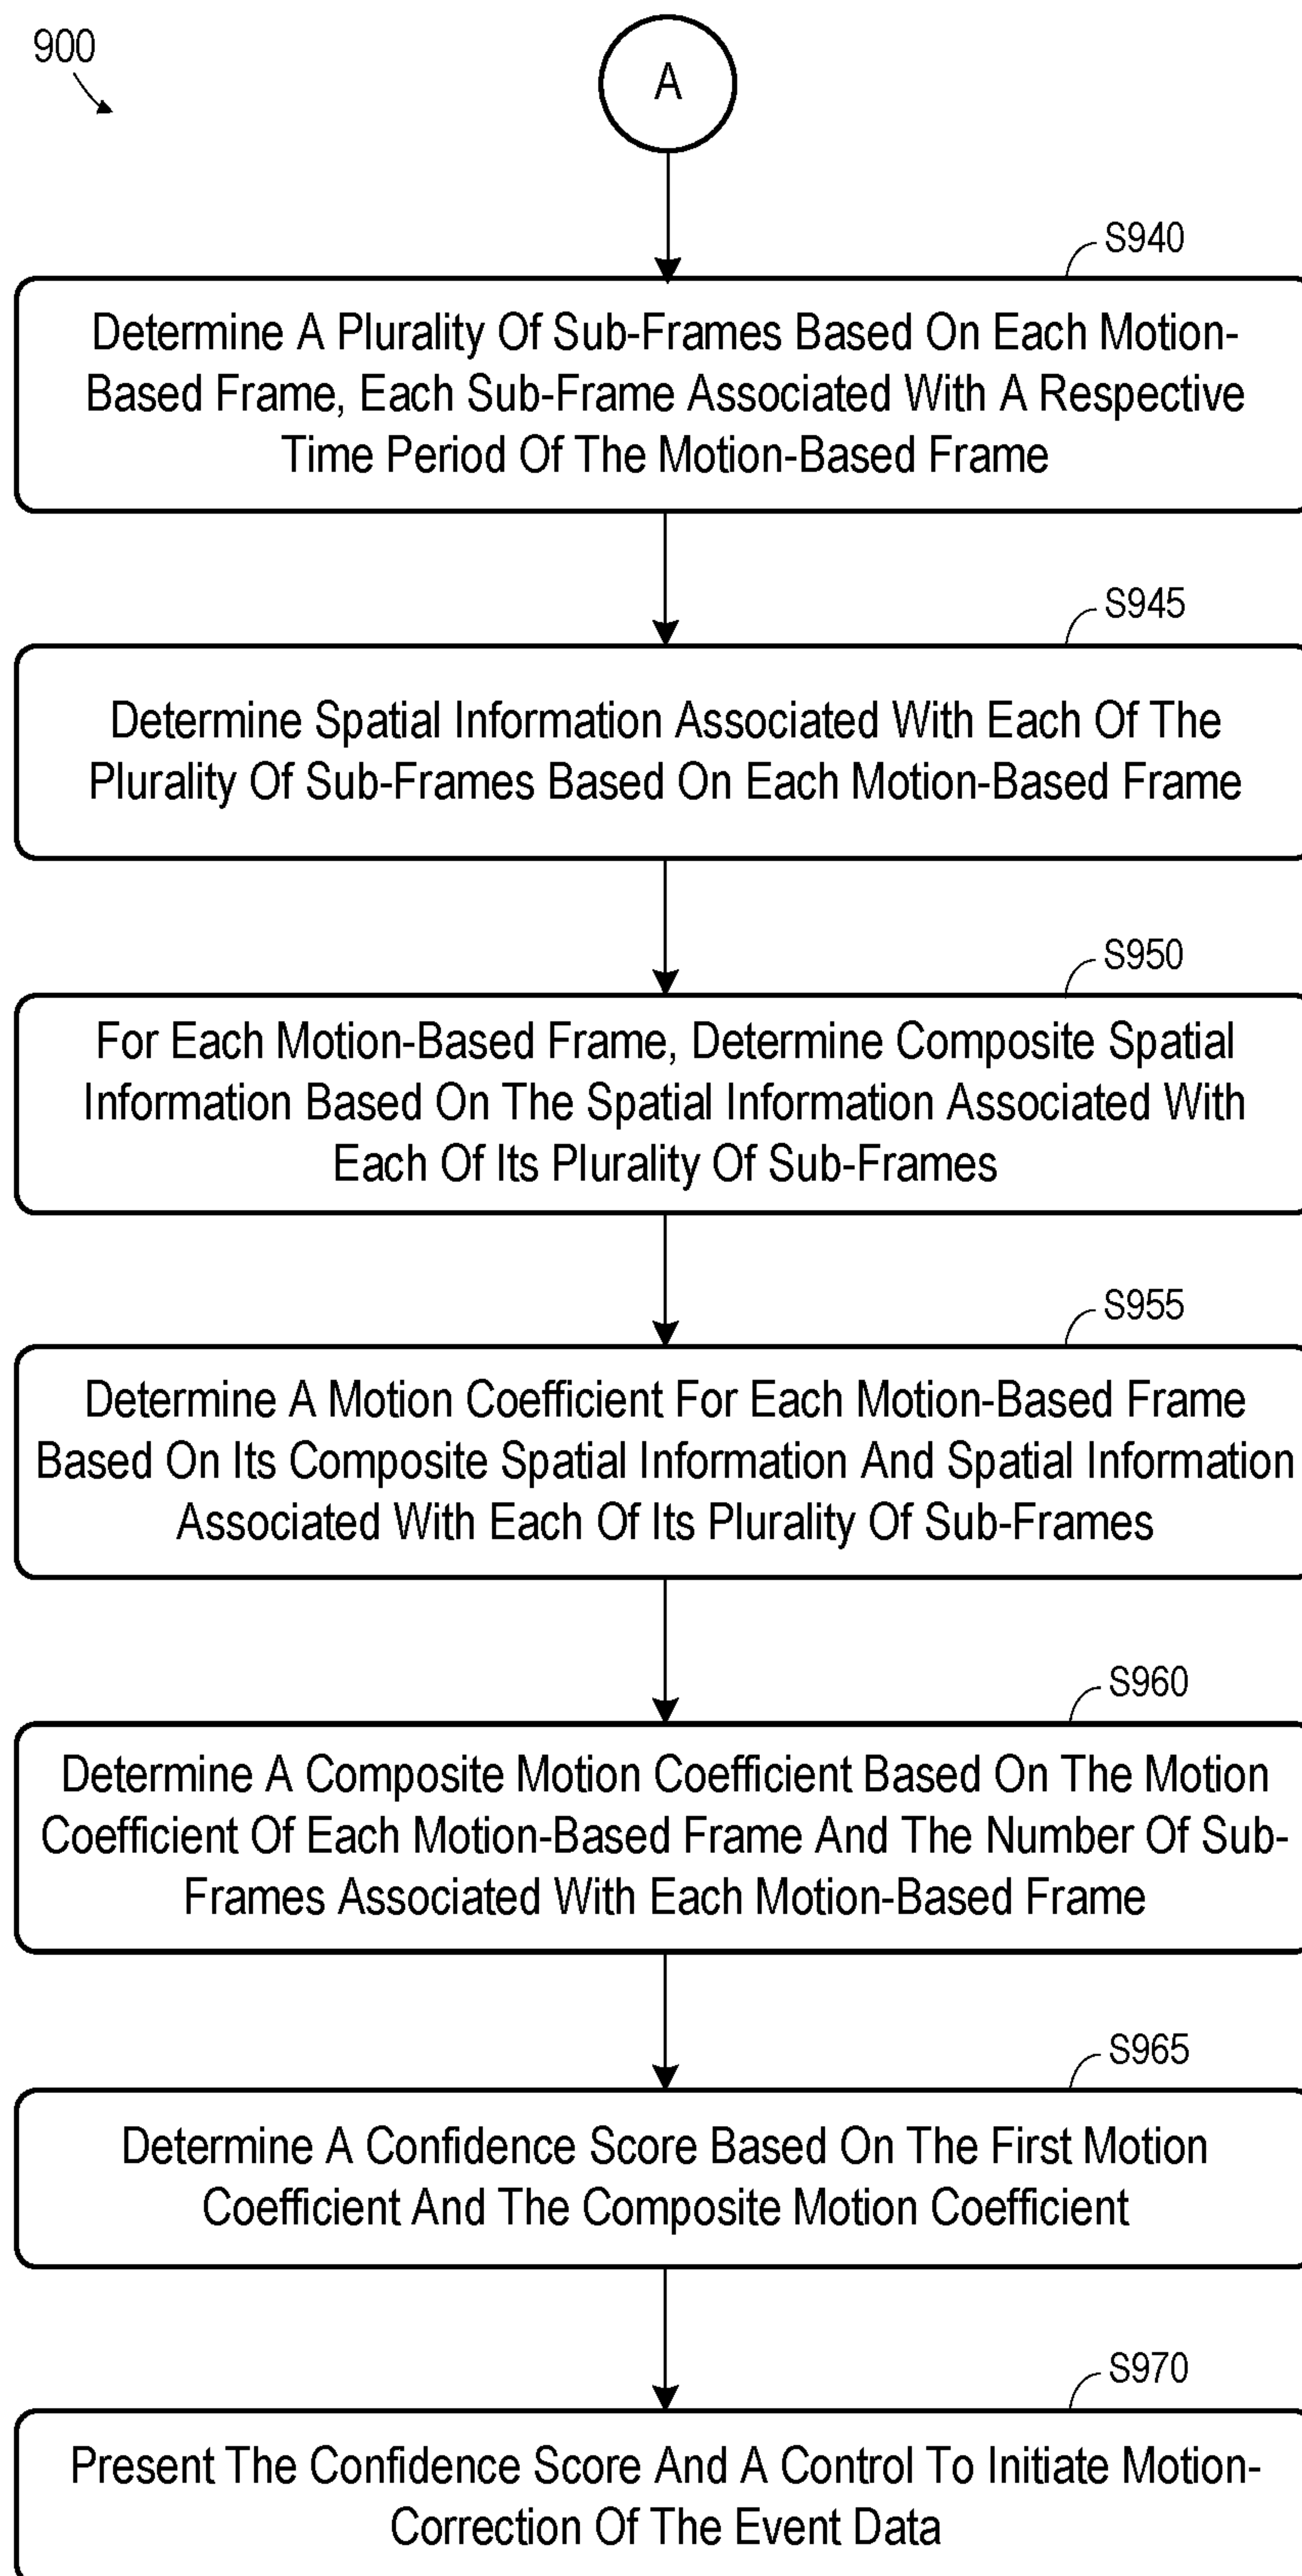 900
A
S940
Determine A Plurality Of Sub-Frames Based On Each Motion-
Based Frame, Each Sub-Frame Associated With A Respective
Time Period Of The Motion-Based Frame
S945
Determine Spatial Information Associated With Each Of The
Plurality Of Sub-Frames Based On Each Motion-Based Frame
S950
For Each Motion-Based Frame, Determine Composite Spatial
Information Based On The Spatial Information Associated With
Each Of Its Plurality Of Sub-Frames
S955
Determine A Motion Coefficient For Each Motion-Based Frame
Based On Its Composite Spatial Information And Spatial Information
Associated With Each Of Its Plurality Of Sub-Frames
S960
Determine A Composite Motion Coefficient Based On The Motion
Coefficient Of Each Motion-Based Frame And The Number Of Sub-
Frames Associated With Each Motion-Based Frame
S965
Determine A Confidence Score Based On The First Motion
Coefficient And The Composite Motion Coefficient
S970
Present The Confidence Score And A Control To Initiate Motion-
Correction Of The Event Data